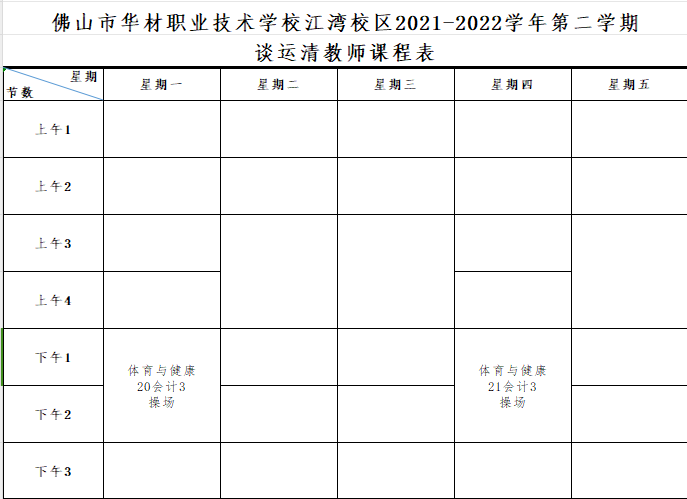 佛山市华材职业技术学校江湾校区2021-2022学年第二学期
谈运清教师课程表
星期
节数
星期一
星期二
星期三
星期四
星期五
上午1
上午2
上午3
上午4
下午1
体育与健康
20会计3
操场
体育与健康
21会计3
操场
下午2
下午3